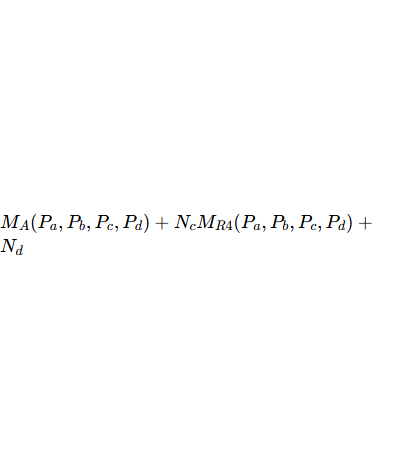 M_A(P_a, P_b, P_c, P_d) + N_c M_{R4}(P_a, P_b, P_c, P_d) +
N_d